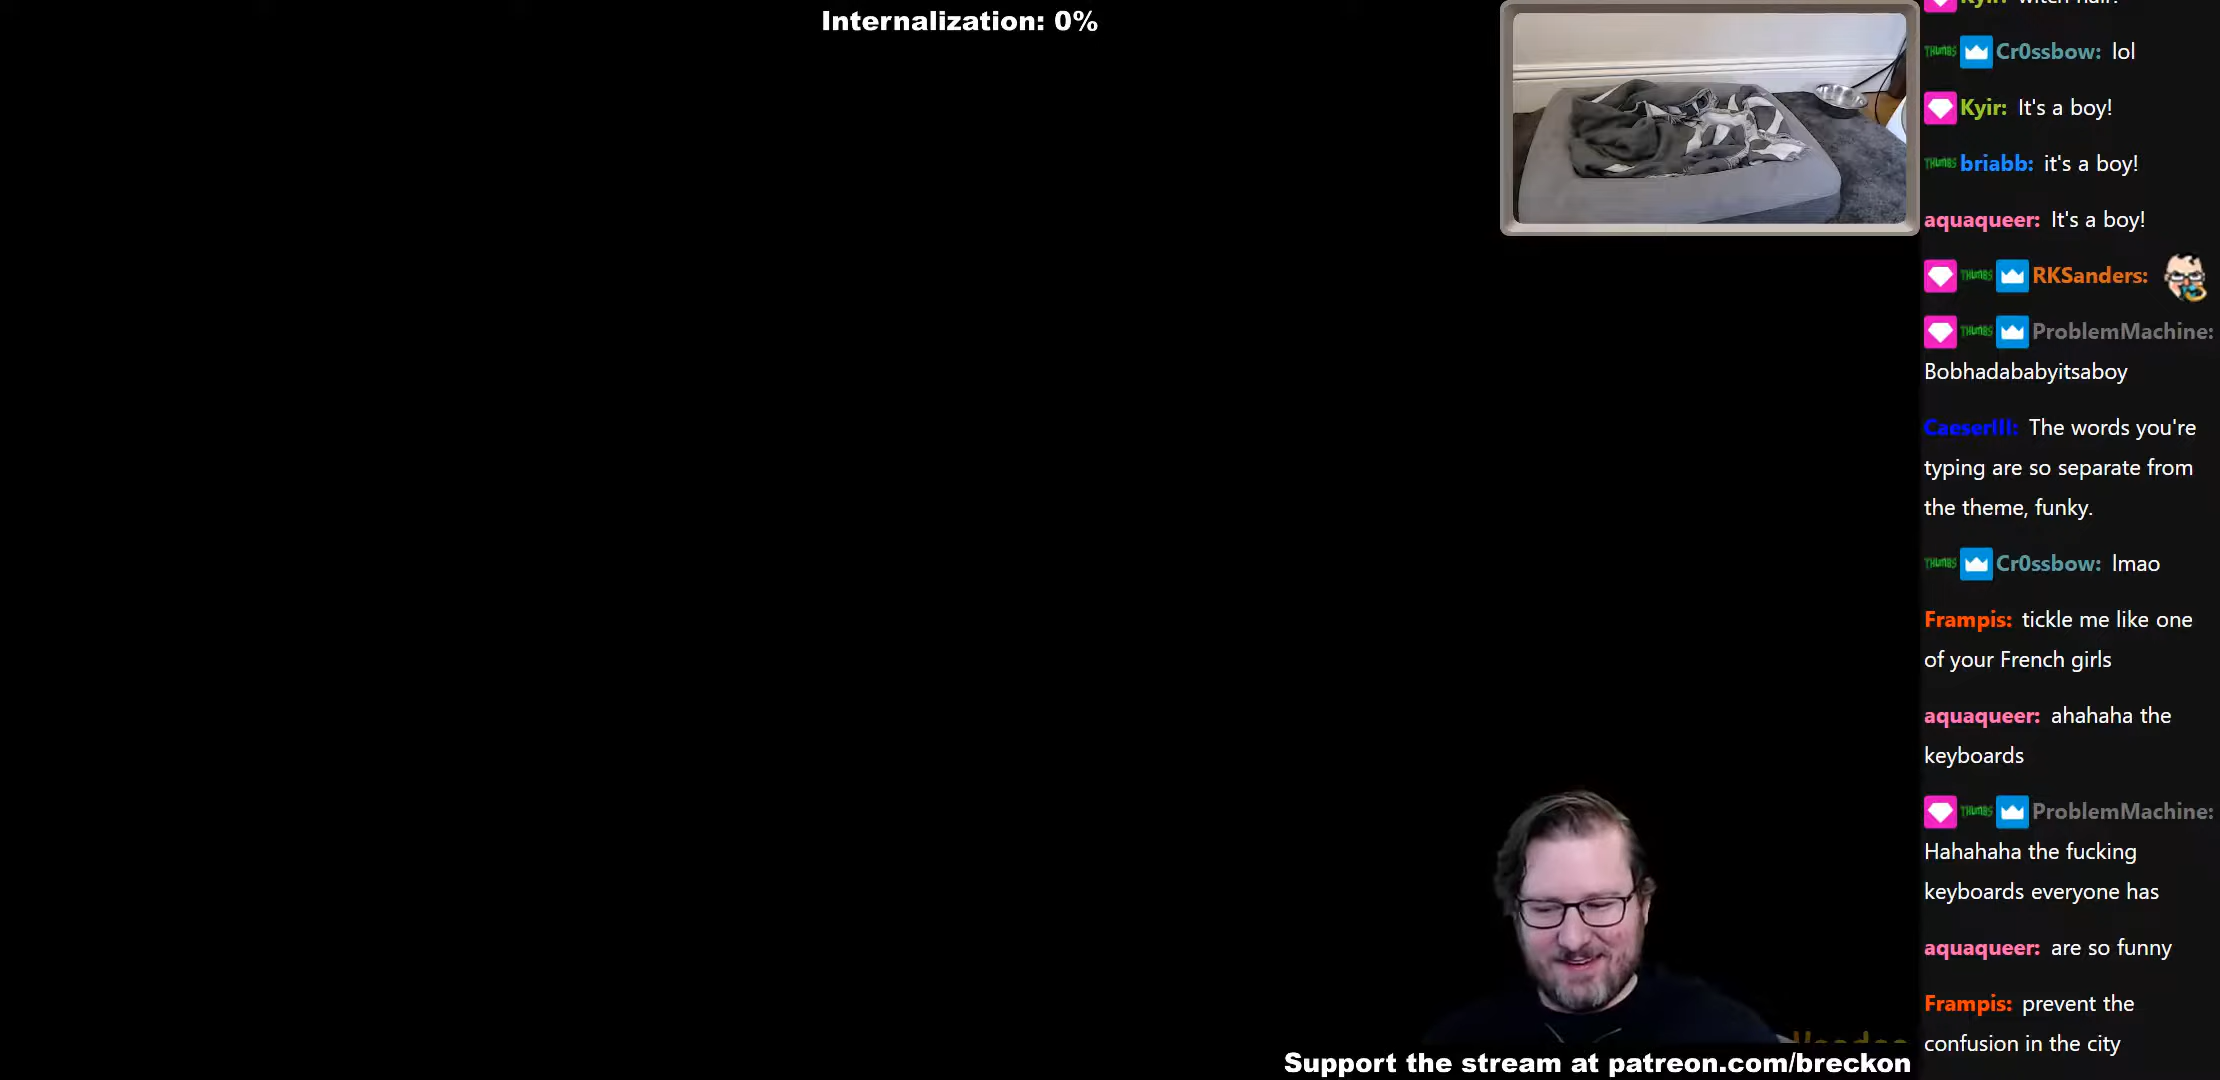 Internalization: 0%
Cr0ssbow: lol
Kyir: It's a boy!
briabb: it's a boy!
aquaqueer: It's a boy!
RKSanders:
ProblemMachine:
Bobhadababyitsaboy
CaeserIII: The words you're
typing are so separate from
the theme, funky.
Cr0ssbow: lmao
Frampis: tickle me like one
of your French girls
aquaqueer: ahahaha the
keyboards
ProblemMachine:
Hahahaha the fucking
keyboards everyone has
aquaqueer: are so funny
Frampis: prevent the
confusion in the city
Support the stream at patreon.com/breckon